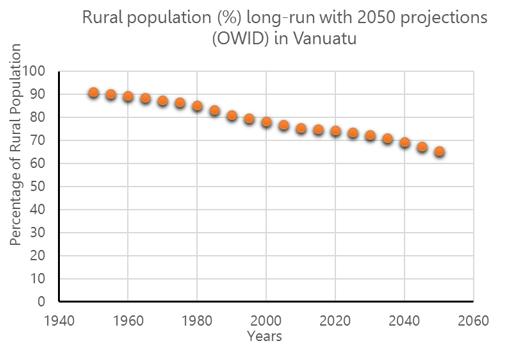 Rural population (%) long-run with 2050 projections
(OWID) in Vanuatu
Percentage of Rural Population
100
90
80
70
60
50
40
30
20
10
0
1940 1960 1980 2000 2020 2040 2060
Years